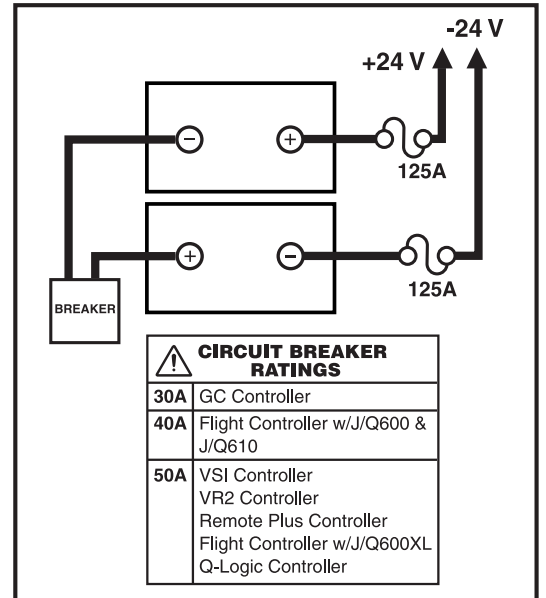 -24 V
+24 V
125A
125A
BREAKER
CIRCUIT BREAKER
RATINGS
30A GC Controller
40A Flight Controller w/J/Q600 &
J/Q610
50A VSI Controller
VR2 Controller
Remote Plus Controller
Flight Controller w/J/Q600XL
Q-Logic Controller